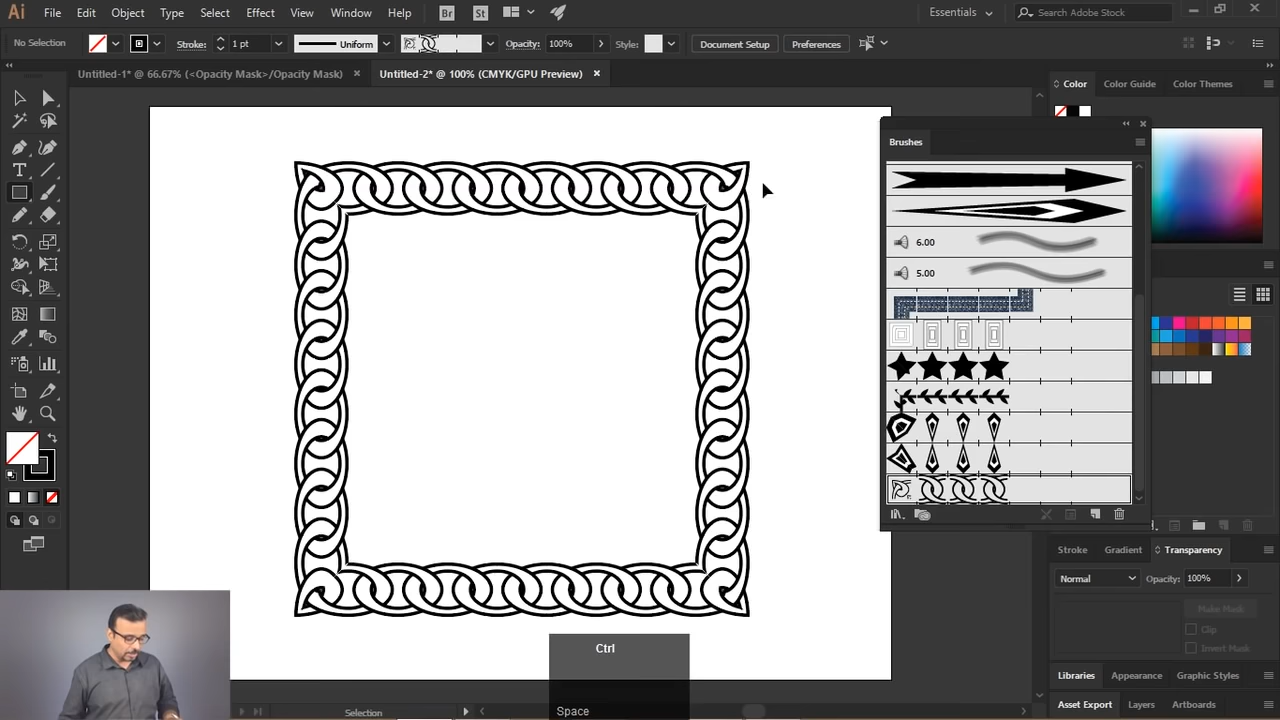 Ai File Edit Object Type Select Effect View Window Help Br St Essentials Search Adobe Stock
No Selection Stroke: 1 pt Uniform Opacity: 100% Style: Document Setup Preferences
Untitled-1* @ 66.67% (<Opacity Mask>/Opacity Mask) × Untitled-2* @ 100% (CMYK/GPU Preview) ×
Color Color Guide Color Themes
Brushes
6.00
5.00
Stroke Gradient Transparency
Normal Opacity: 100%
Make Mask
Clip
Invert Mask
Ctrl
Libraries Appearance Graphic Styles
Asset Export Layers Artboards
Selection
Space